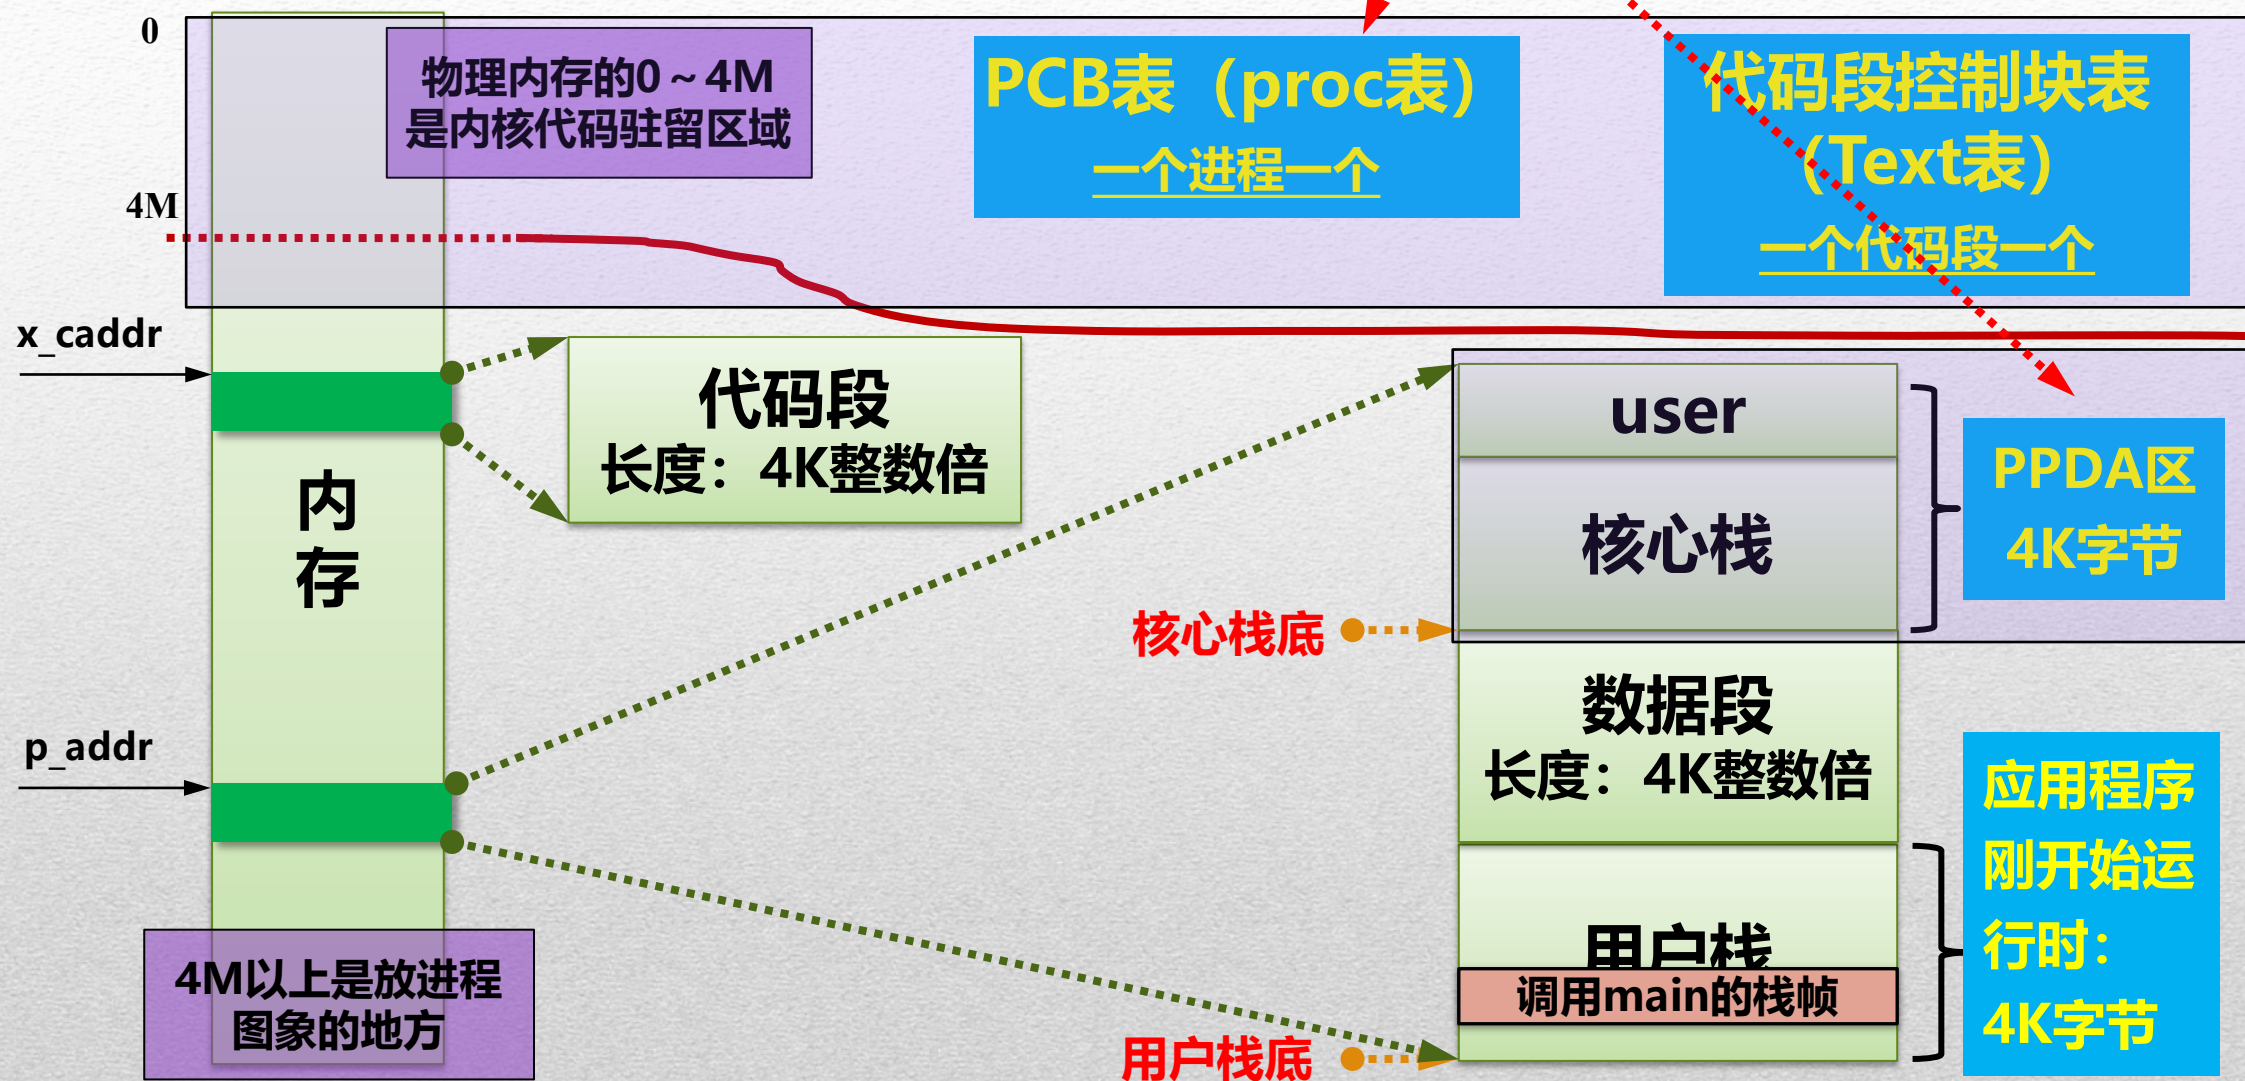 0
物理内存的0～4M
是内核代码驻留区域
PCB表（proc表）
一个进程一个
代码段控制块表
（Text表）
一个代码段一个
4M
x_caddr
代码段
长度：4K整数倍
user
核心栈
PPDA区
4K字节
内
存
核心栈底
数据段
长度：4K整数倍
p_addr
应用程序
刚开始运
行时：
4K字节
用户栈
调用main的栈帧
4M以上是放进程
图象的地方
用户栈底